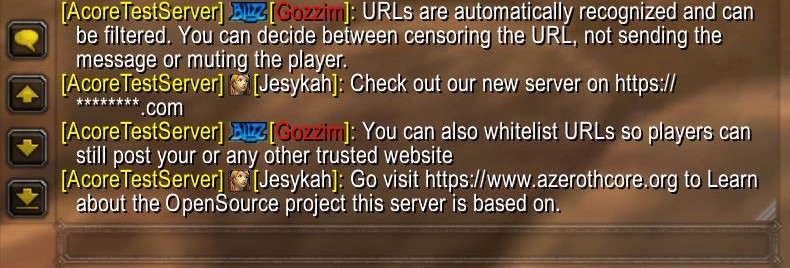 [AcoreTestServer] BLIZZ [Gozzim]: URLs are automatically recognized and can
be filtered. You can decide between censoring the URL, not sending the
message or muting the player.
[AcoreTestServer] [Jesykah]: Check out our new server on https://
********.com
[AcoreTestServer] BLIZZ [Gozzim]: You can also whitelist URLs so players can
still post your or any other trusted website
[AcoreTestServer] [Jesykah]: Go visit https://www.azerothcore.org to Learn
about the OpenSource project this server is based on.